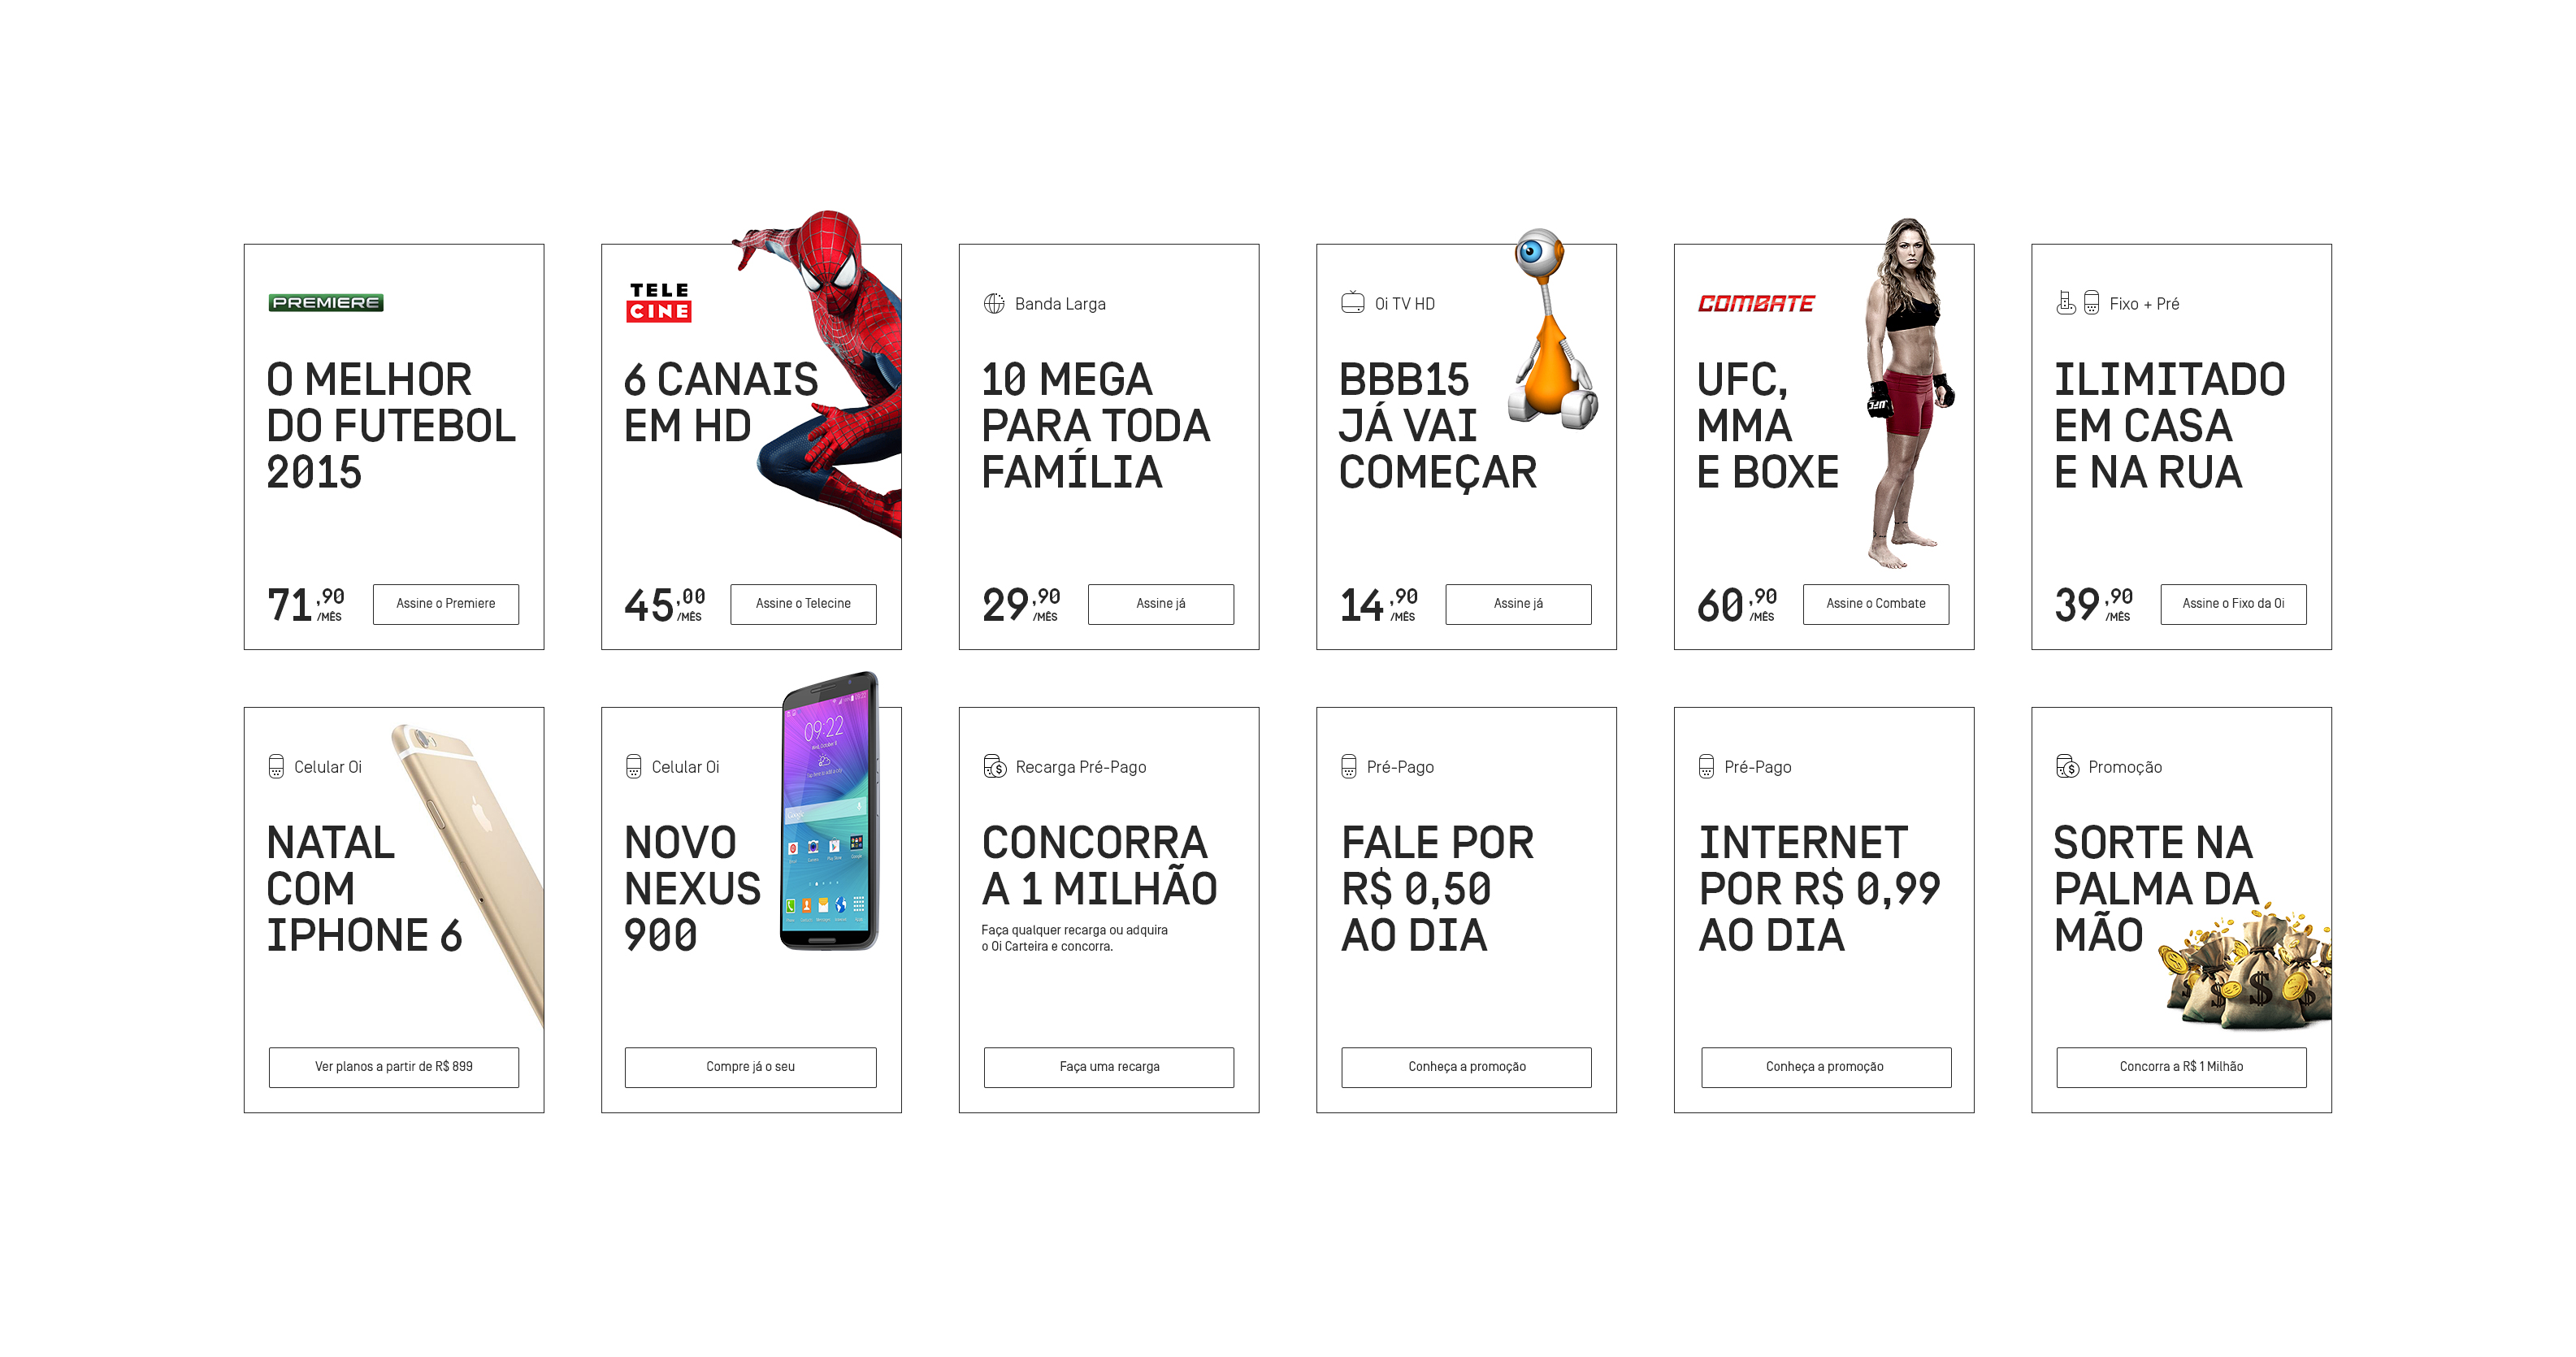 PREMIERE
O MELHOR
DO FUTEBOL
2015
71,90
/MÊS
Assine o Premiere
TELE
CINE
6 CANAIS
EM HD
45,00
/MÊS
Assine o Telecine
Banda Larga
10 MEGA
PARA TODA
FAMÍLIA
29,90
/MÊS
Assine já
Oi TV HD
BBB15
JÁ VAI
COMEÇAR
14,90
/MÊS
Assine já
COMBATE
UFC,
MMA
E BOXE
60,90
/MÊS
Assine o Combate
Fixo + Pré
ILIMITADO
EM CASA
E NA RUA
39,90
/MÊS
Assine o Fixo da Oi
Celular Oi
NATAL
COM
IPHONE 6
Ver planos a partir de R$ 899
Celular Oi
NOVO
NEXUS
900
09:22
Google
Compre já o seu
Recarga Pré-Pago
CONCORRA
A 1 MILHÃO
Faça qualquer recarga ou adquira
o Oi Carteira e concorra.
Faça uma recarga
Pré-Pago
FALE POR
R$ 0,50
AO DIA
Conheça a promoção
Pré-Pago
INTERNET
POR R$ 0,99
AO DIA
Conheça a promoção
Promoção
SORTE NA
PALMA DA
MÃO
Concorra a R$ 1 Milhão